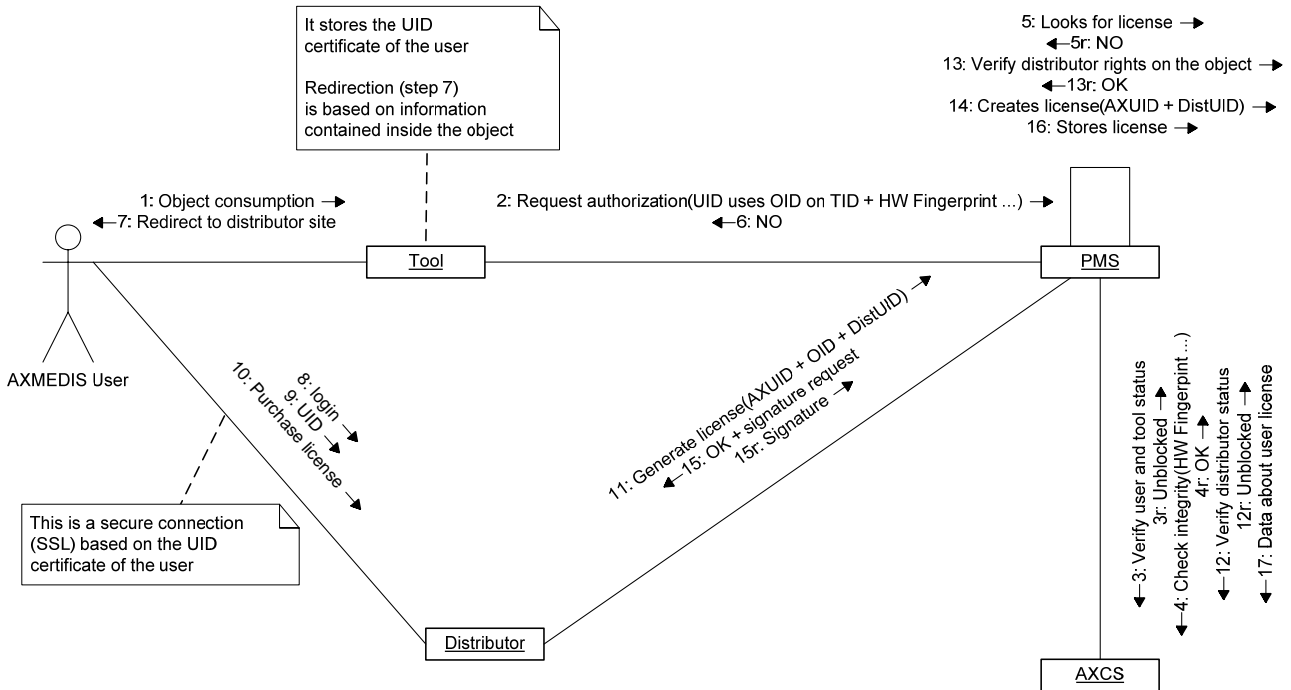 It stores the UID
certificate of the user
Redirection (step 7)
is based on information
contained inside the object
5: Looks for license
5r: NO
13: Verify distributor rights on the object
13r: OK
14: Creates license(AXUID + DistUID)
16: Stores license
1: Object consumption
7: Redirect to distributor site
2: Request authorization(UID uses OID on TID + HW Fingerprint ...)
6: NO
Tool
PMS
AXMEDIS User
8: login
9: UID
10: Purchase license
11: Generate license(AXUID + OID + DistUID)
15: OK + signature request
15r: Signature
3: Verify user and tool status
3r: Unblocked
4: Check integrity(HW Fingerpint ...)
4r: OK
12: Verify distributor status
12r: Unblocked
17: Data about user license
This is a secure connection
(SSL) based on the UID
certificate of the user
Distributor
AXCS